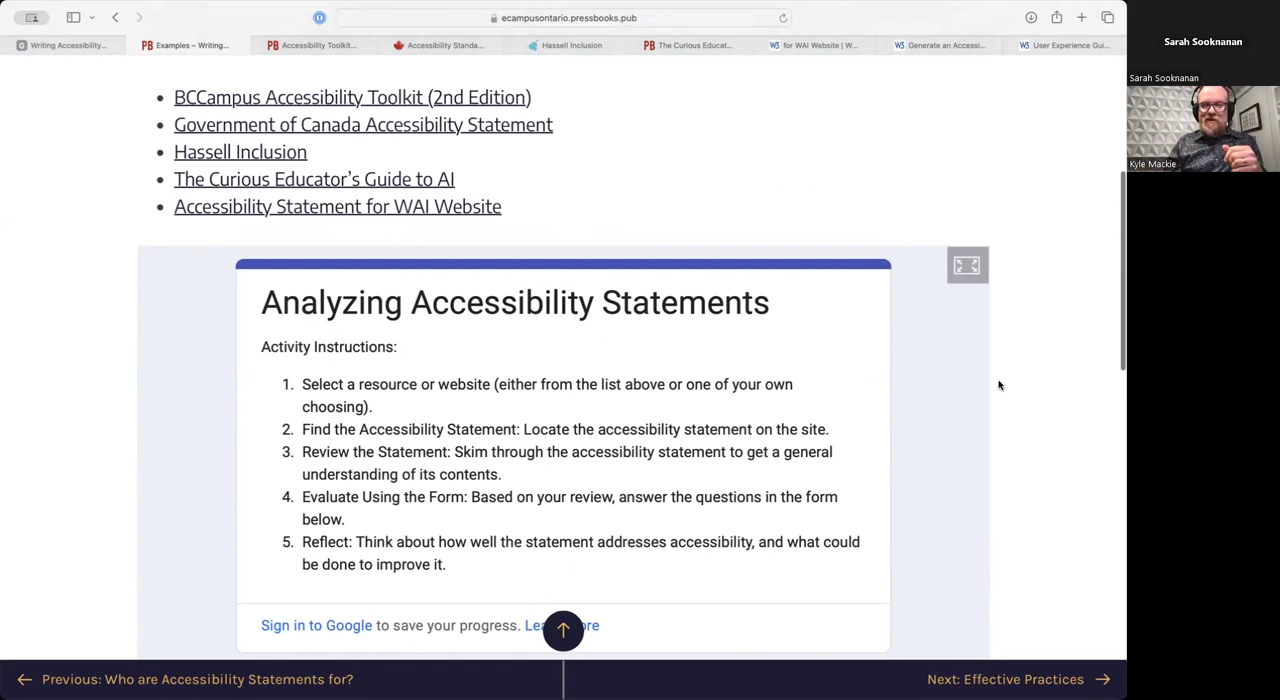 ecampusontario.pressbooks.pub
Writing Accessibility...
PB Examples – Writing...
PB Accessibility Toolkit...
Accessibility Standa...
Hassell Inclusion
PB The Curious Educat...
W3 for WAI Website | W...
W3 Generate an Accessi...
W3 User Experience Gui...
Sarah Sooknanan
Sarah Sooknanan
Kyle Mackie
BCCampus Accessibility Toolkit (2nd Edition)
Government of Canada Accessibility Statement
Hassell Inclusion
The Curious Educator's Guide to AI
Accessibility Statement for WAI Website
Analyzing Accessibility Statements
Activity Instructions:
1. Select a resource or website (either from the list above or one of your own
choosing).
2. Find the Accessibility Statement: Locate the accessibility statement on the site.
3. Review the Statement: Skim through the accessibility statement to get a general
understanding of its contents.
4. Evaluate Using the Form: Based on your review, answer the questions in the form
below.
5. Reflect: Think about how well the statement addresses accessibility, and what could
be done to improve it.
Sign in to Google to save your progress.
Previous: Who are Accessibility Statements for?
Next: Effective Practices